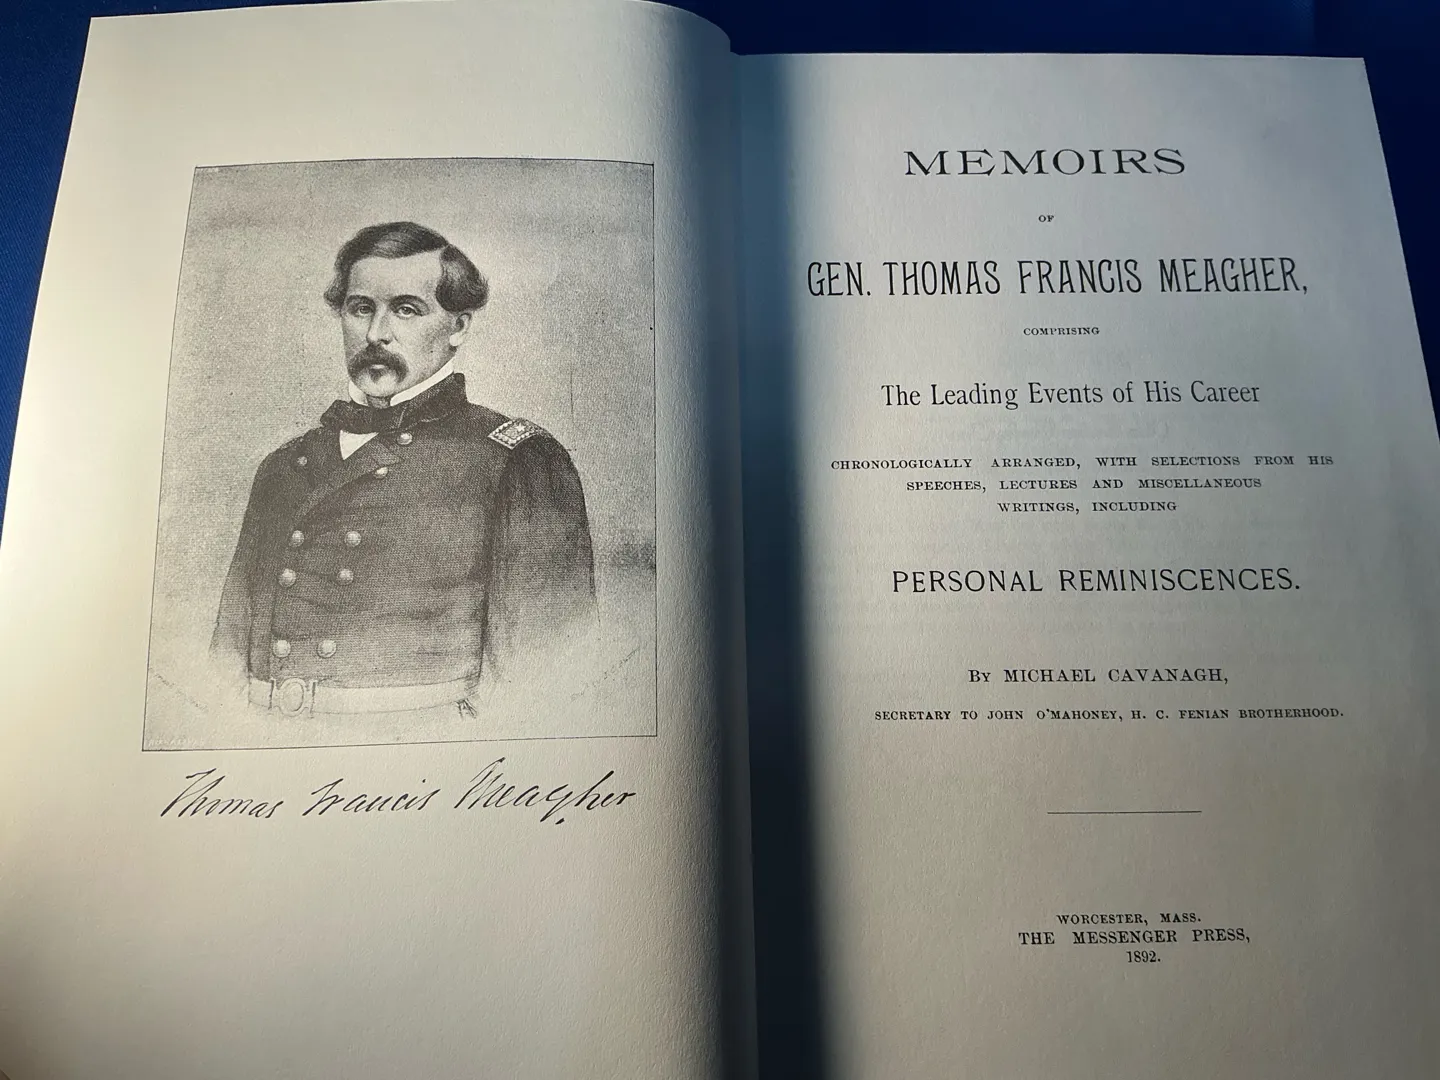 Thomas Francis Meagher
MEMOIRS
OF
GEN. THOMAS FRANCIS MEAGHER,
COMPRISING
The Leading Events of His Career
CHRONOLOGICALLY ARRANGED, WITH SELECTIONS FROM HIS
SPEECHES, LECTURES AND MISCELLANEOUS
WRITINGS, INCLUDING
PERSONAL REMINISCENCES.
BY MICHAEL CAVANAGH,
SECRETARY TO JOHN O'MAHONEY, H. C. FENIAN BROTHERHOOD.
WORCESTER, MASS.
THE MESSENGER PRESS,
1892.